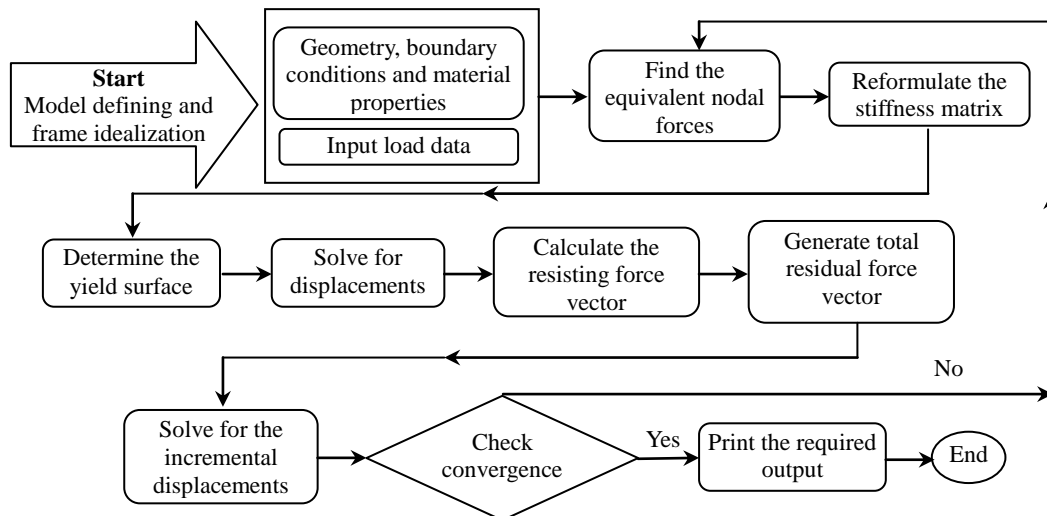 Start
Model defining and
frame idealization
Geometry, boundary
conditions and material
properties
Input load data
Find the
equivalent nodal
forces
Reformulate the
stiffness matrix
Determine the
yield surface
Solve for
displacements
Calculate the
resisting force
vector
Generate total
residual force
vector
No
Solve for the
incremental
displacements
Check
convergence
Yes
Print the required
output
End